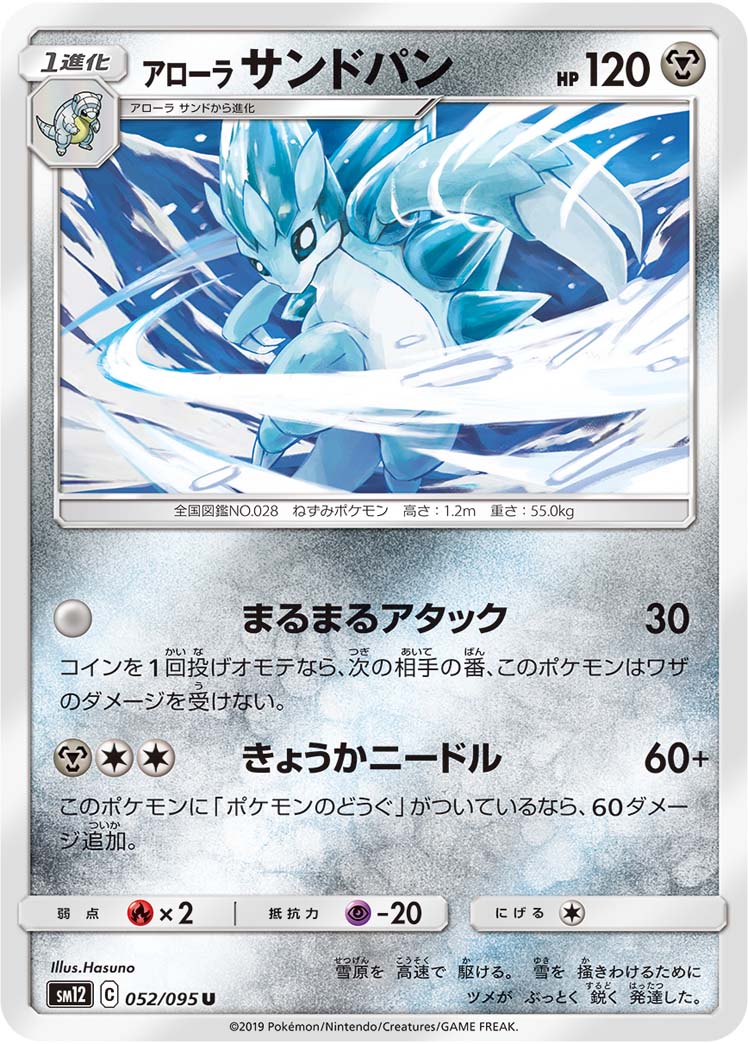 1進化
アローラ サンドパン HP 120
アローラ サンドから進化
全国図鑑NO.028 ねずみポケモン 高さ:1.2m 重さ:55.0kg
まるまるアタック 30
コインを1回投げオモテなら、次の相手の番、このポケモンはワザ
のダメージを受けない。
きょうかニードル 60+
このポケモンに「ポケモンのどうぐ」がついているなら、60ダメー
ジ追加。
弱点 ×2 抵抗力 -20 にげる
Illus.Hasuno
sm12 C 052/095 U
雪原を 高速で 駆ける。 雪を 掻きわけるために
ツメが ぶっとく 鋭く 発達した。
©2019 Pokémon/Nintendo/Creatures/GAME FREAK.